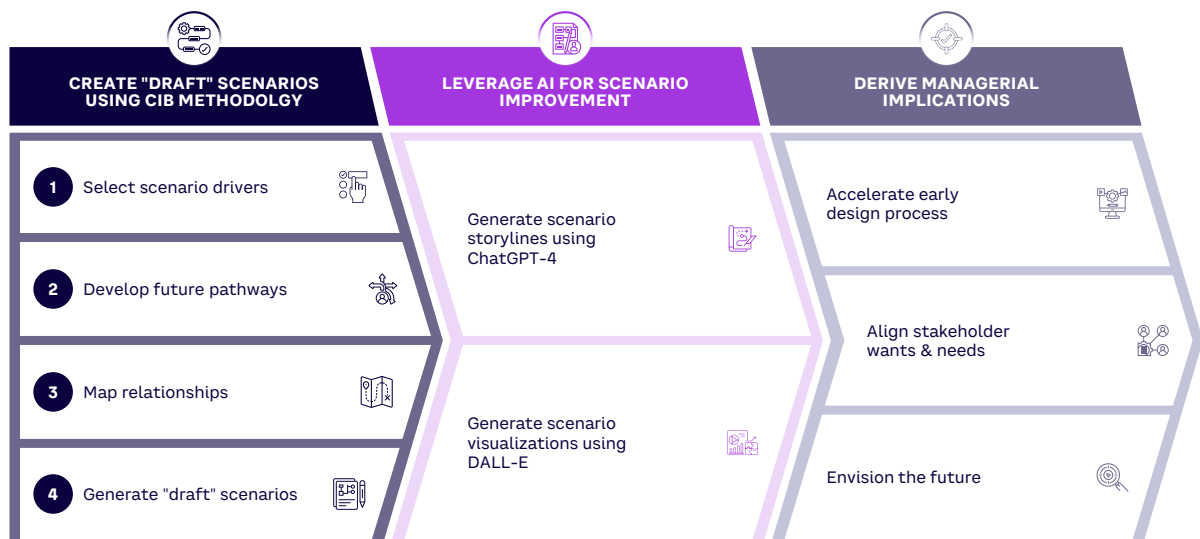 CREATE "DRAFT" SCENARIOS
USING CIB METHODOLGY
1 Select scenario drivers
2 Develop future pathways
3 Map relationships
4 Generate "draft" scenarios
LEVERAGE AI FOR SCENARIO
IMPROVEMENT
Generate scenario
storylines using
ChatGPT-4
Generate scenario
visualizations using
DALL-E
DERIVE MANAGERIAL
IMPLICATIONS
Accelerate early
design process
Align stakeholder
wants & needs
Envision the future